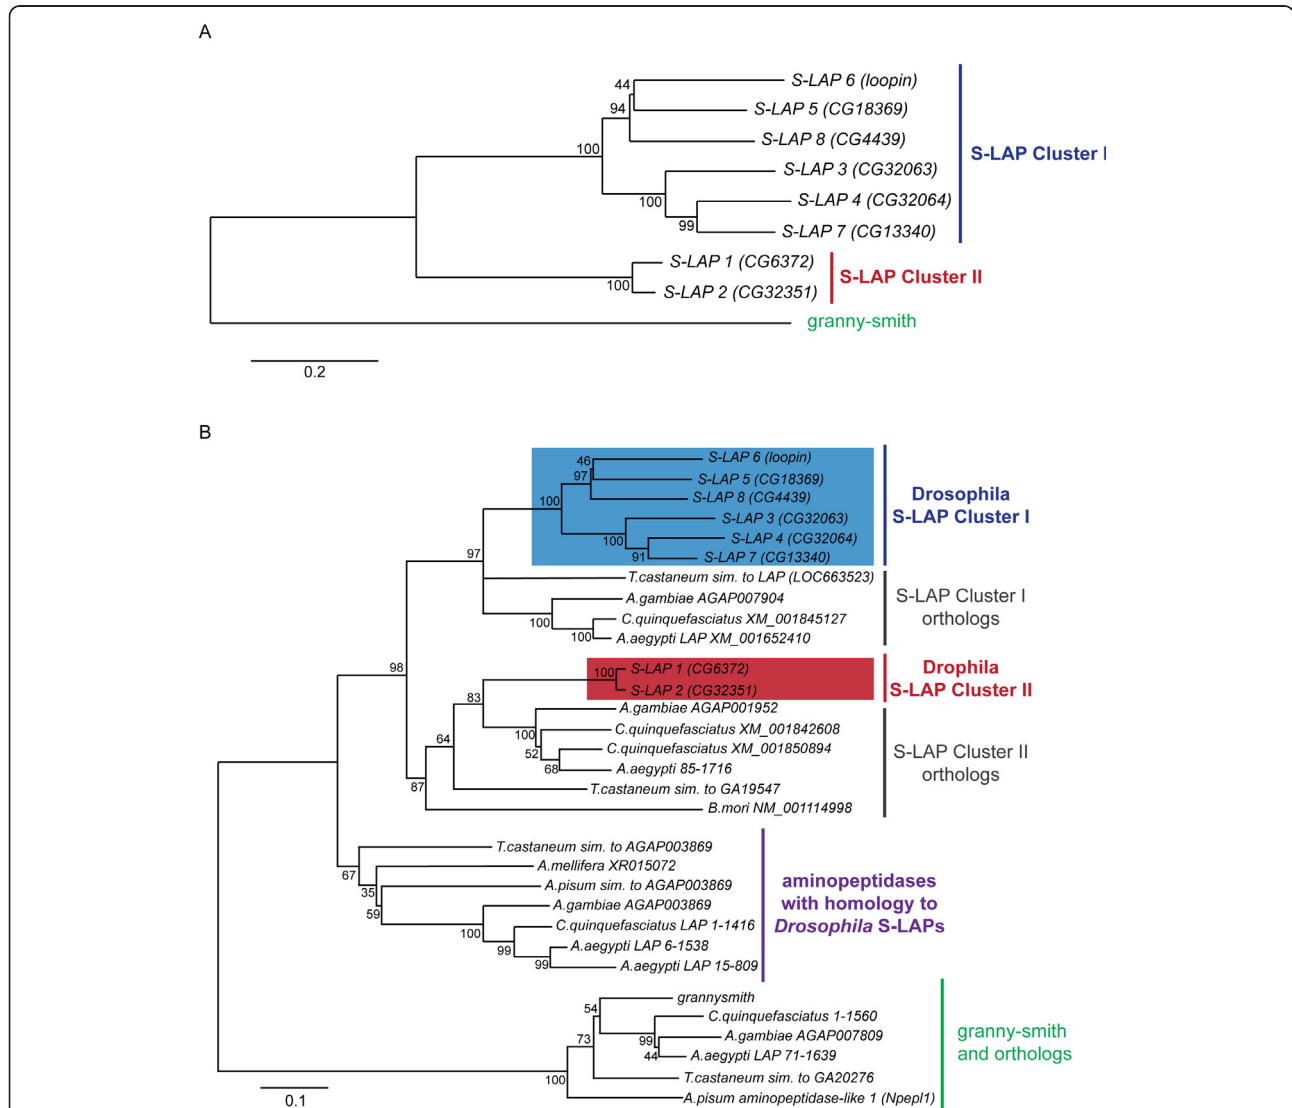 A
44
S-LAP 6 (loopin)
94
S-LAP 5 (CG18369)
S-LAP 8 (CG4439)
100
S-LAP 3 (CG32063)
S-LAP Cluster I
100
S-LAP 4 (CG32064)
99
S-LAP 7 (CG13340)
S-LAP 1 (CG6372)
100
S-LAP 2 (CG32351)
S-LAP Cluster II
granny-smith
0.2
B
46
S-LAP 6 (loopin)
97
S-LAP 5 (CG18369)
100
S-LAP 8 (CG4439)
S-LAP 3 (CG32063)
100
S-LAP 4 (CG32064)
91
S-LAP 7 (CG13340)
Drosophila
S-LAP Cluster I
97
T.castaneum sim. to LAP (LOC663523)
A.gambiae AGAP007904
100
C.quinquefasciatus XM_001845127
100
A.aegypti LAP XM_001652410
S-LAP Cluster I
orthologs
98
100
S-LAP 1 (CG6372)
S-LAP 2 (CG32351)
Drophila
S-LAP Cluster II
83
A.gambiae AGAP001952
100
C.quinquefasciatus XM_001842608
64
52
C.quinquefasciatus XM_001850894
68
A.aegypti 85-1716
87
T.castaneum sim. to GA19547
B.mori NM_001114998
S-LAP Cluster II
orthologs
T.castaneum sim. to AGAP003869
67
A.mellifera XR015072
35
A.pisum sim. to AGAP003869
59
A.gambiae AGAP003869
100
C.quinquefasciatus LAP 1-1416
99
A.aegypti LAP 6-1538
99
A.aegypti LAP 15-809
aminopeptidases
with homology to
Drosophila S-LAPs
54
grannysmith
C.quinquefasciatus 1-1560
73
99
A.gambiae AGAP007809
44
A.aegypti LAP 71-1639
100
T.castaneum sim. to GA20276
A.pisum aminopeptidase-like 1 (Npepl1)
granny-smith
and orthologs
0.1